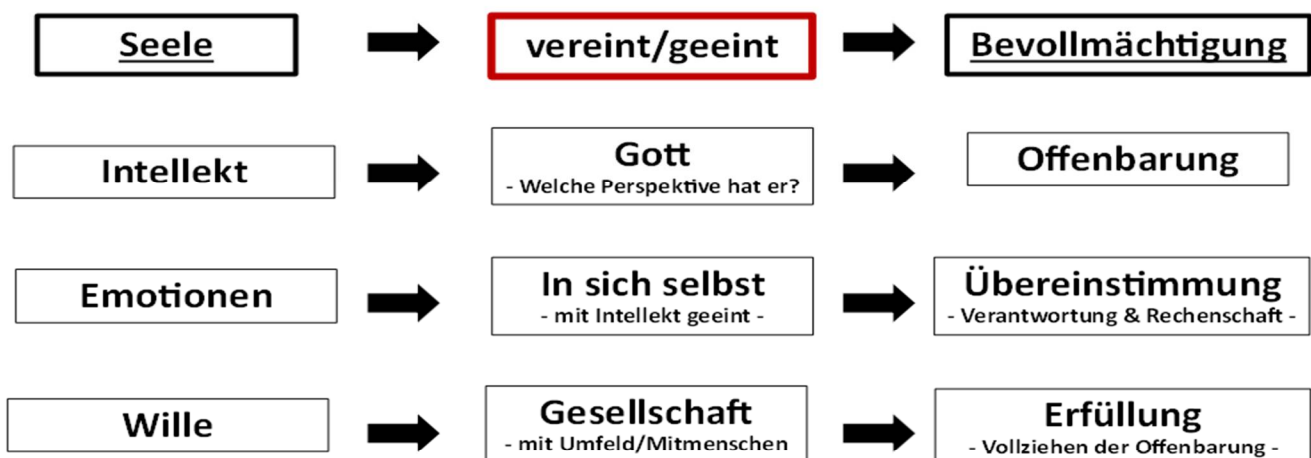 Seele
vereint/geeint
Bevollmächtigung
Intellekt
Gott
- Welche Perspektive hat er?
Offenbarung
Emotionen
In sich selbst
- mit Intellekt geeint -
Übereinstimmung
- Verantwortung & Rechenschaft -
Wille
Gesellschaft
- mit Umfeld/Mitmenschen
Erfüllung
- Vollziehen der Offenbarung -